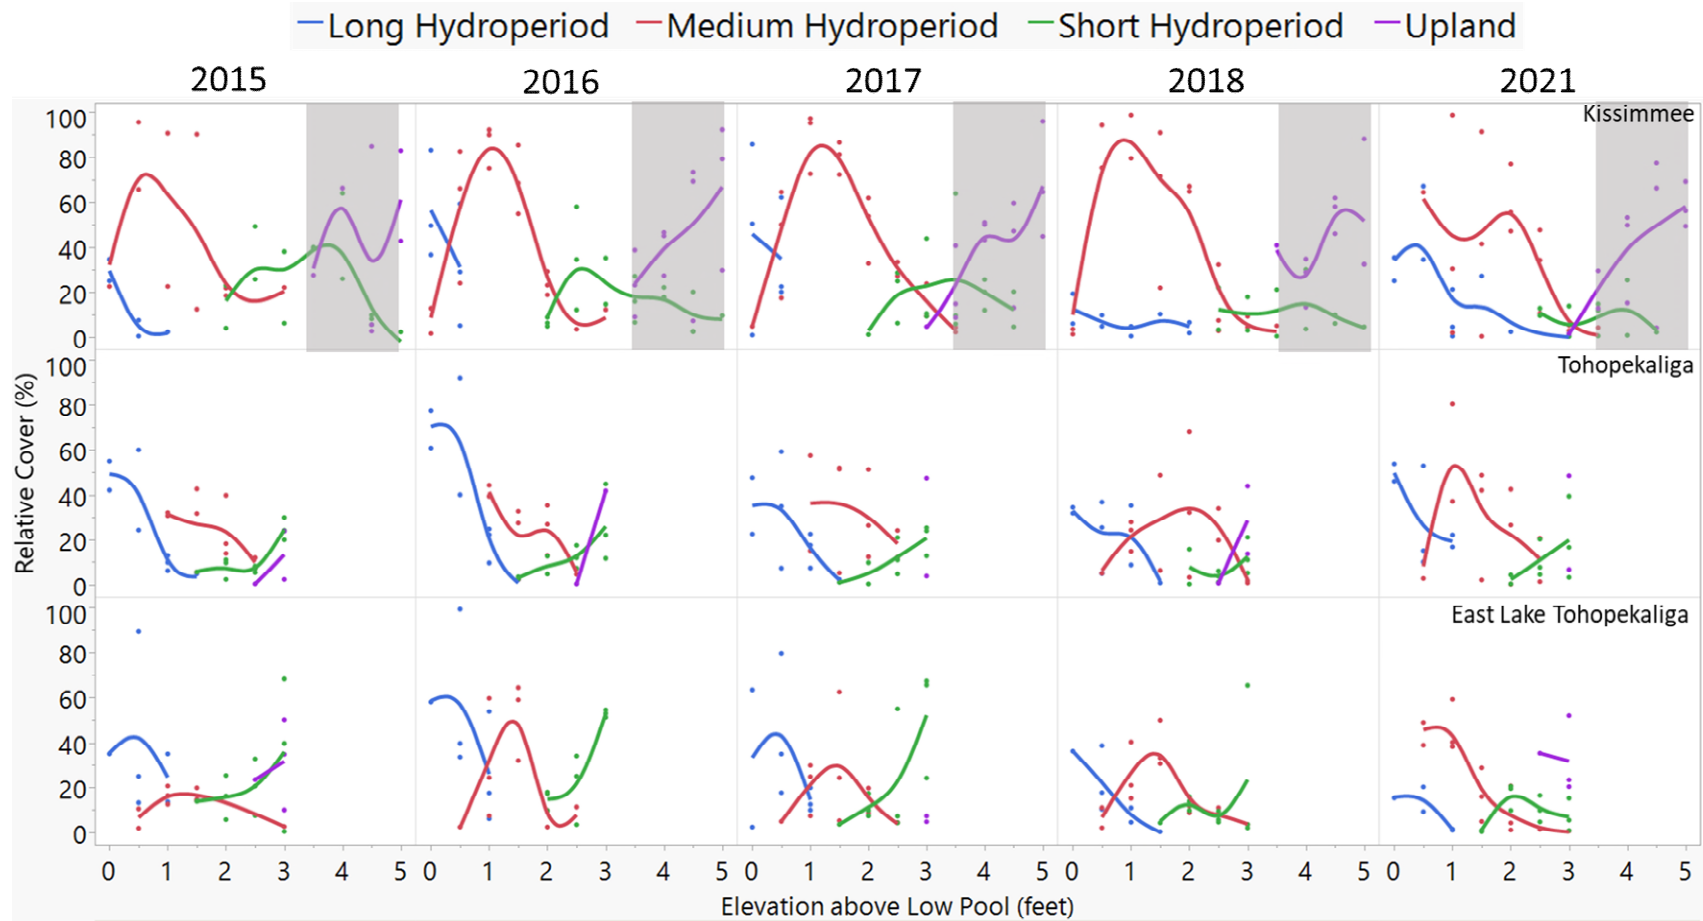 Long Hydroperiod Medium Hydroperiod Short Hydroperiod Upland
2015 2016 2017 2018 2021
Kissimmee
100
80
60
40
20
0
Tohopekaliga
100
80
60
40
20
0
East Lake Tohopekaliga
100
80
60
40
20
0
Relative Cover (%)
0 1 2 3 4 5 0 1 2 3 4 5 0 1 2 3 4 5 0 1 2 3 4 5 0 1 2 3 4 5
Elevation above Low Pool (feet)